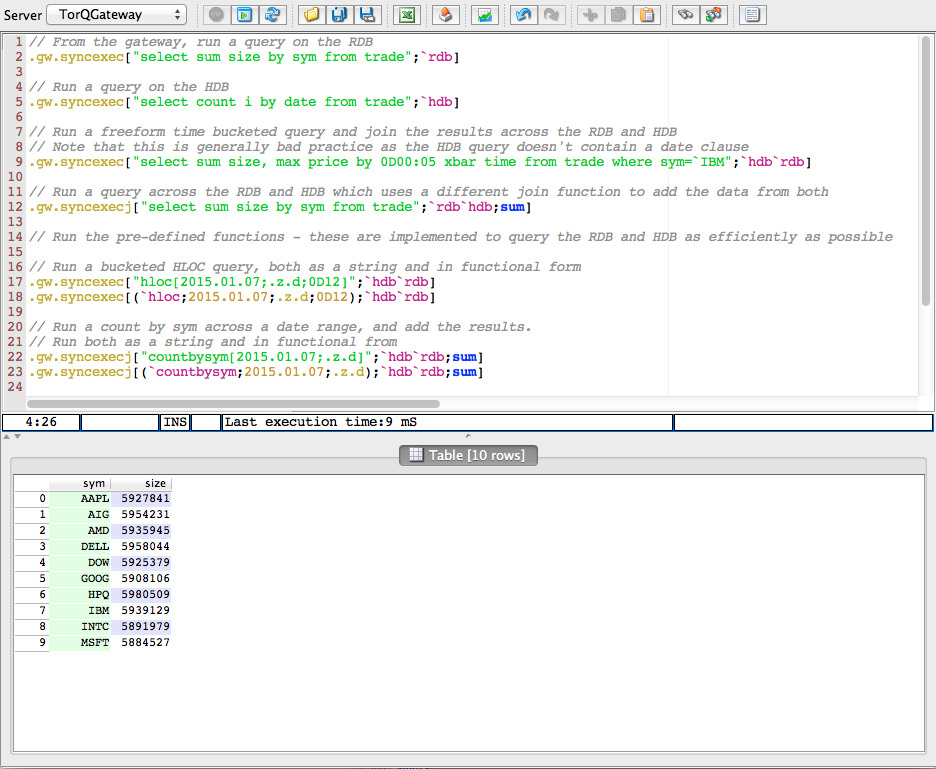 Server TorQGateway
1 // From the gateway, run a query on the RDB
2 .gw.syncexec["select sum size by sym from trade";`rdb]
3
4 // Run a query on the HDB
5 .gw.syncexec["select count i by date from trade";`hdb]
6
7 // Run a freeform time bucketed query and join the results across the RDB and HDB
8 // Note that this is generally bad practice as the HDB query doesn't contain a date clause
9 .gw.syncexec["select sum size, max price by 0D00:05 xbar time from trade where sym=`IBM";`hdb`rdb]
10
11 // Run a query across the RDB and HDB which uses a different join function to add the data from both
12 .gw.syncexecj["select sum size by sym from trade";`rdb`hdb;sum]
13
14 // Run the pre-defined functions - these are implemented to query the RDB and HDB as efficiently as possible
15
16 // Run a bucketed HLOC query, both as a string and in functional form
17 .gw.syncexec["hloc[2015.01.07;.z.d;0D12]";`hdb`rdb]
18 .gw.syncexec[(`hloc;2015.01.07;.z.d;0D12);`hdb`rdb]
19
20 // Run a count by sym across a date range, and add the results.
21 // Run both as a string and in functional from
22 .gw.syncexecj["countbysym[2015.01.07;.z.d]";`hdb`rdb;sum]
23 .gw.syncexecj[(`countbysym;2015.01.07;.z.d);`hdb`rdb;sum]
24
4:26 INS Last execution time:9 mS
Table [10 rows]
sym size
0 AAPL 5927841
1 AIG 5954231
2 AMD 5935945
3 DELL 5958044
4 DOW 5925379
5 GOOG 5908106
6 HPQ 5980509
7 IBM 5939129
8 INTC 5891979
9 MSFT 5884527